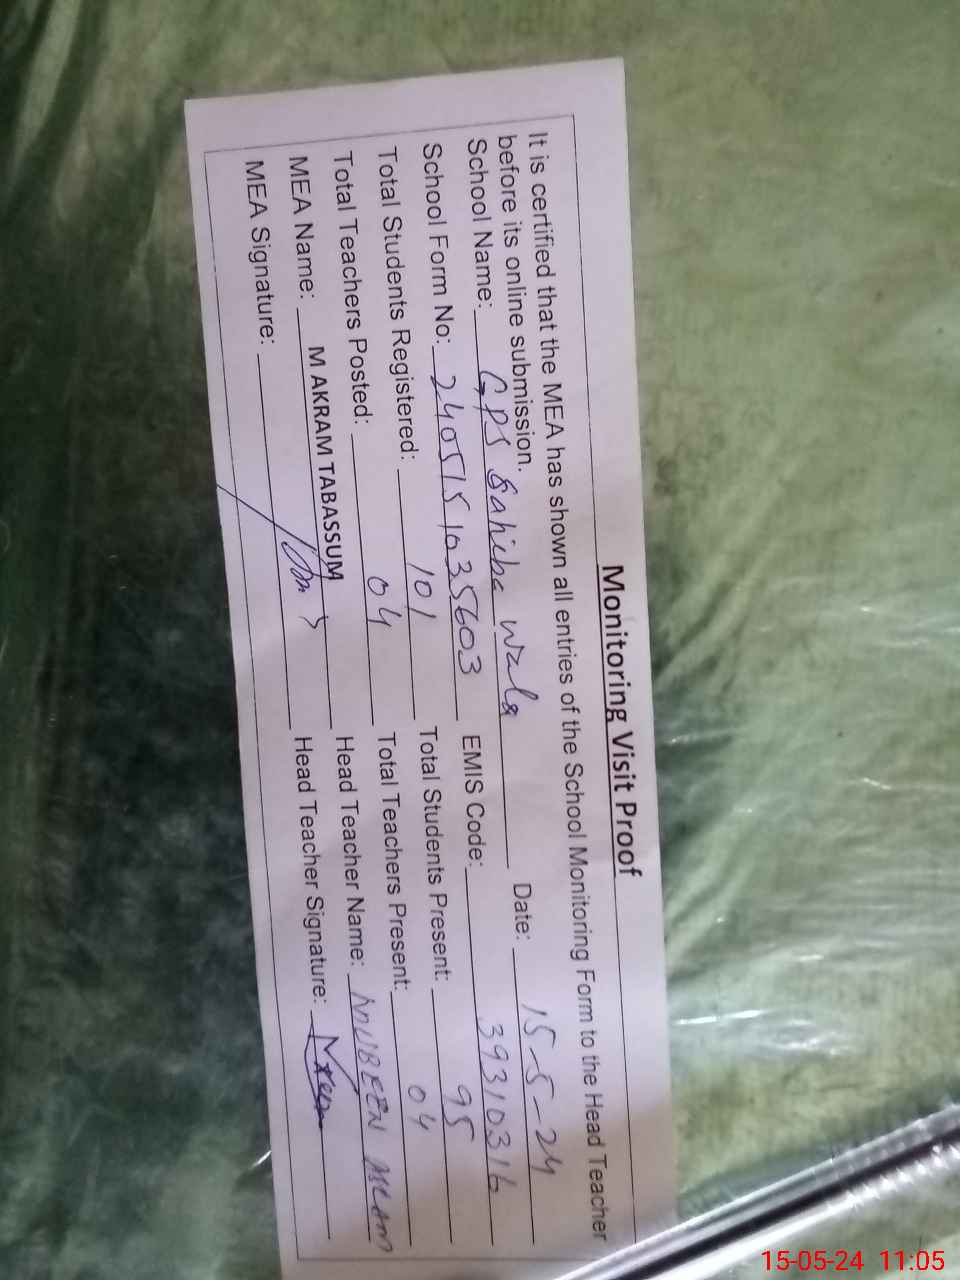 Monitoring Visit Proof
It is certified that the MEA has shown all entries of the School Monitoring Form to the Head Teacher
before its online submission.
School Name: GPS Sahiba Wala Date: 15-5-24
School Form No: 2405151035603 EMIS Code: 39310316
Total Students Registered: 101 Total Students Present: 95
Total Teachers Posted: 04 Total Teachers Present: 04
MEA Name: M AKRAM TABASSUM Head Teacher Name: MUBEEN ASLAM
MEA Signature: Head Teacher Signature:
15-05-24 11:05